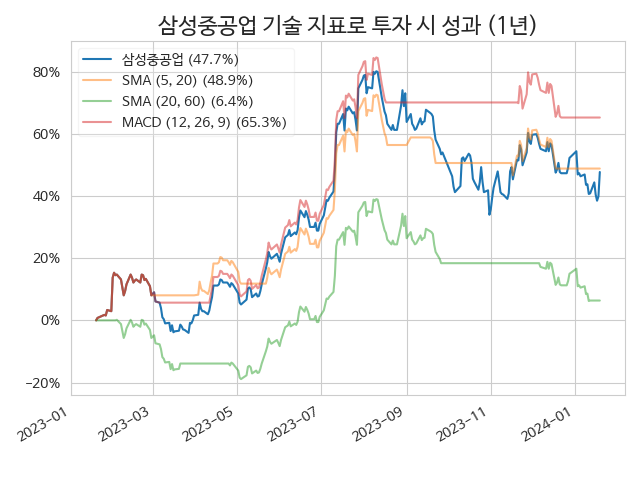 삼성중공업 기술 지표로 투자 시 성과 (1년)
삼성중공업 (47.7%)
SMA (5, 20) (48.9%)
SMA (20, 60) (6.4%)
MACD (12, 26, 9) (65.3%)
80%
60%
40%
20%
0%
−20%
2023−01
2023−03
2023−05
2023−07
2023−09
2023−11
2024−01